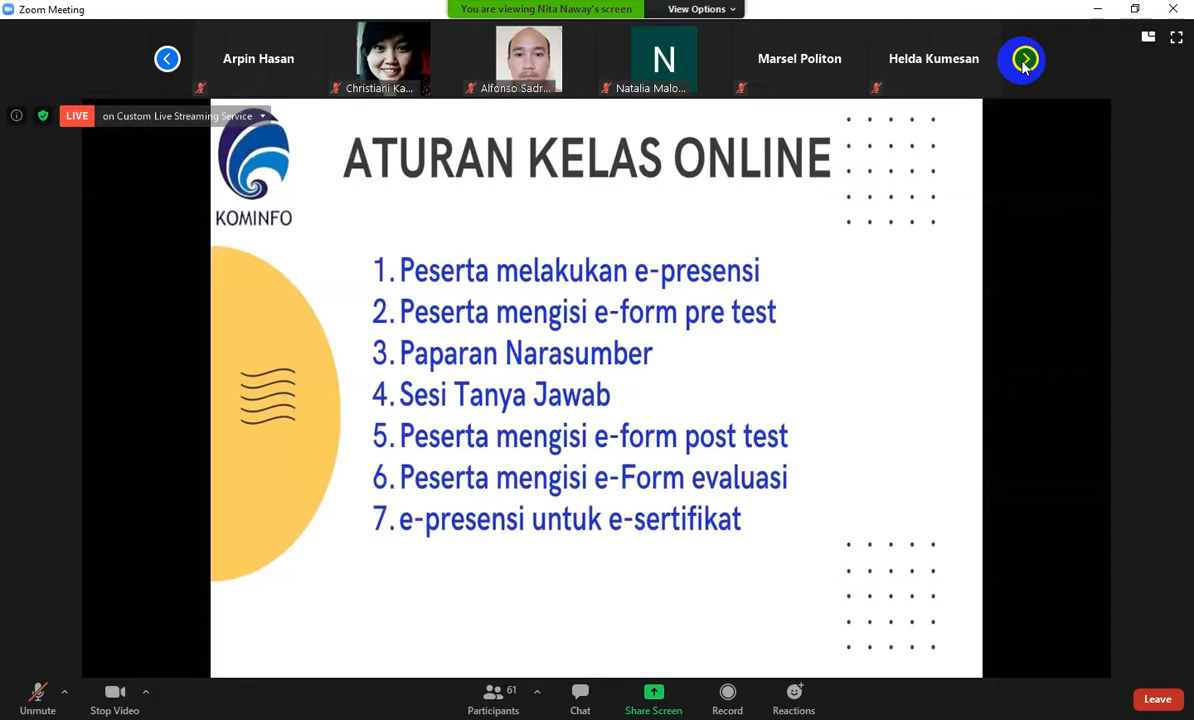 Zoom Meeting
You are viewing Nita Naway's screen
View Options
Arpin Hasan
Christiani Ka...
Alfonso Sadr...
N
Natalia Malo...
Marsel Politon
Helda Kumesan
LIVE
on Custom Live Streaming Service
KOMINFO
ATURAN KELAS ONLINE
1. Peserta melakukan e-presensi
2. Peserta mengisi e-form pre test
3. Paparan Narasumber
4. Sesi Tanya Jawab
5. Peserta mengisi e-form post test
6. Peserta mengisi e-Form evaluasi
7. e-presensi untuk e-sertifikat
Unmute
Stop Video
61
Participants
Chat
Share Screen
Record
Reactions
Leave